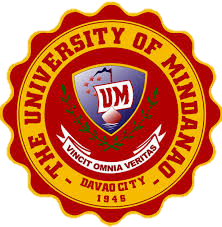 - THE UNIVERSITY OF MINDANAO -
UM
VINCIT OMNIA VERITAS
DAVAO CITY
1946